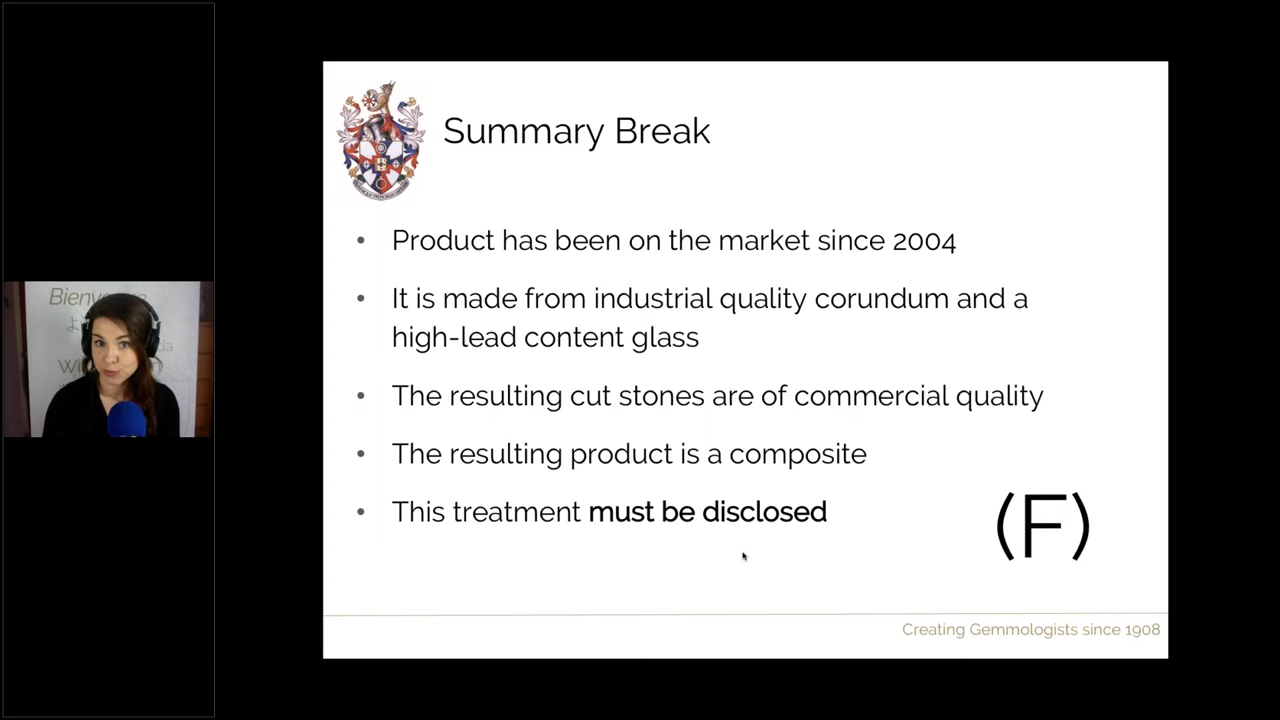 Summary Break
• Product has been on the market since 2004
• It is made from industrial quality corundum and a
high-lead content glass
• The resulting cut stones are of commercial quality
• The resulting product is a composite
• This treatment must be disclosed
(F)
Creating Gemmologists since 1908